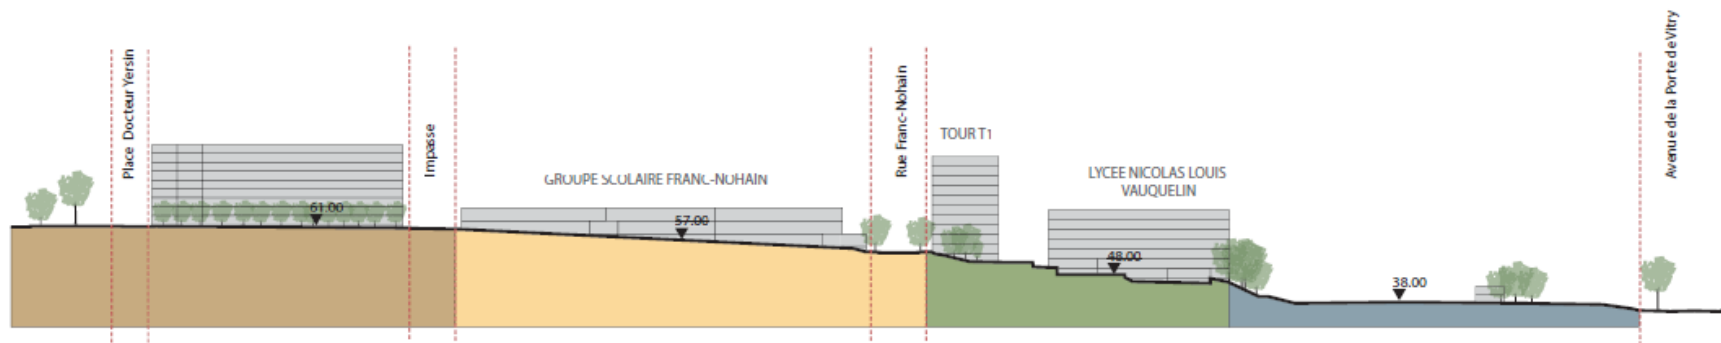 Place Docteur Yersin
61.00
Impasse
GROUPE SCOLAIRE FRANC-NOHAIN
57.00
Rue Franc-Nohain
TOUR T1
LYCEE NICOLAS LOUIS
VAUQUELIN
48.00
38.00
Avenue de la Porte de Vitry